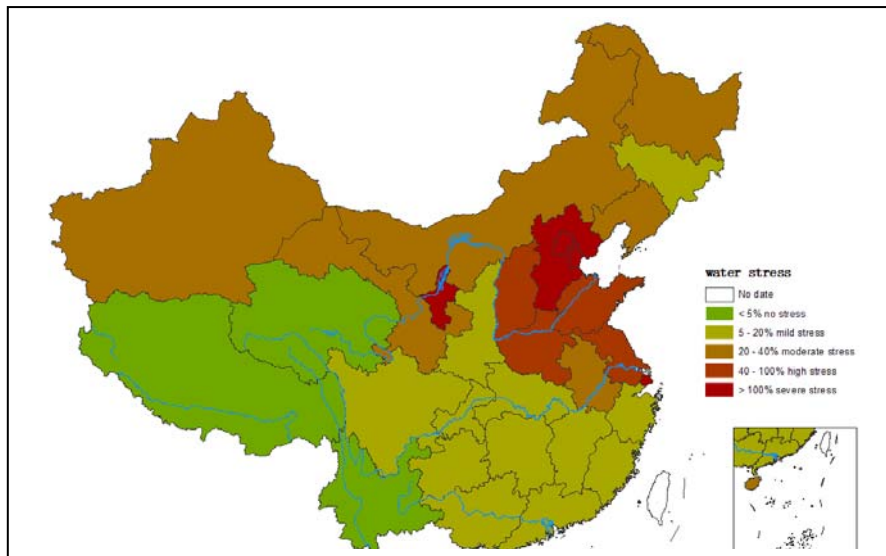 water stress
No date
< 5% no stress
5 - 20% mild stress
20 - 40% moderate stress
40 - 100% high stress
> 100% severe stress